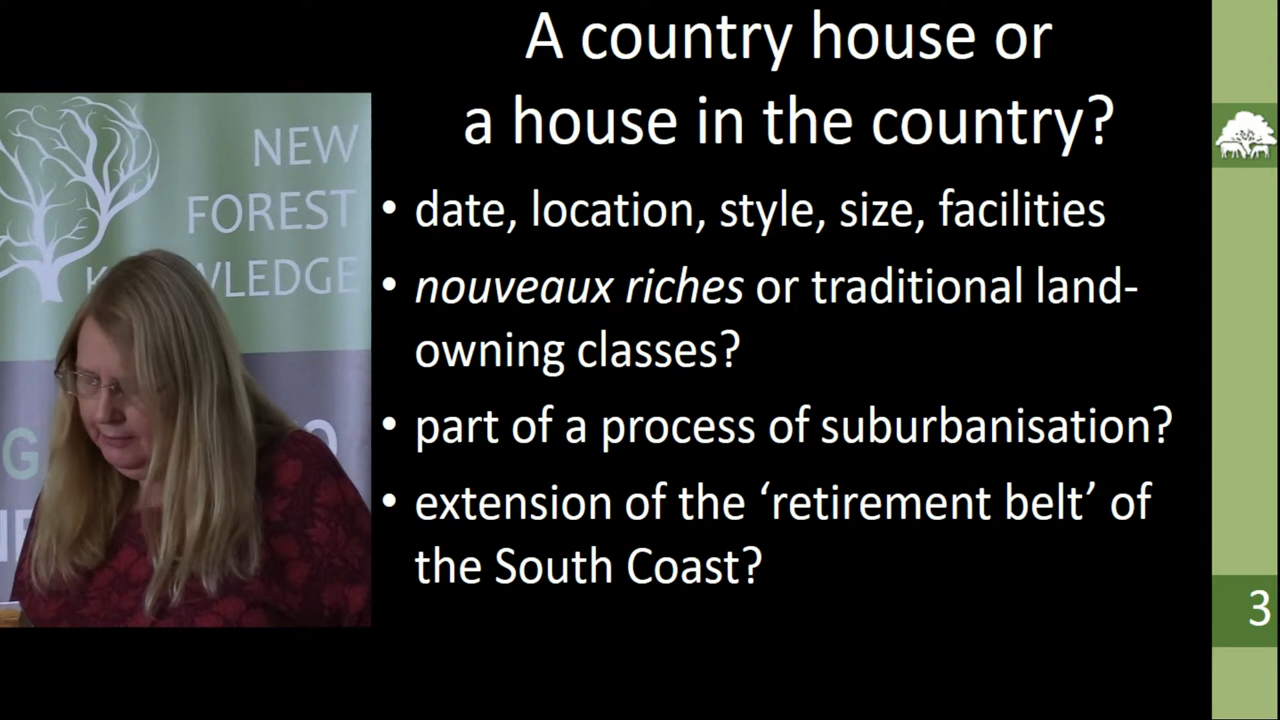 A country house or
a house in the country?
• date, location, style, size, facilities
• nouveaux riches or traditional land-
owning classes?
• part of a process of suburbanisation?
• extension of the ‘retirement belt’ of
the South Coast?
3
NEW
FOREST
K WLEDGE
G O